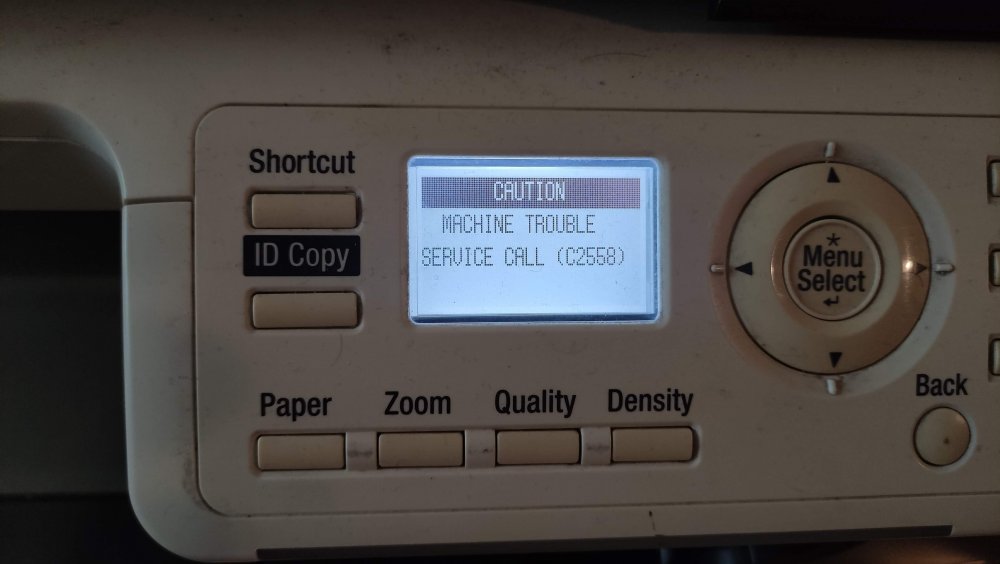 Shortcut
ID Copy
CAUTION
MACHINE TROUBLE
SERVICE CALL (C2558)
*
Menu
Select
Paper
Zoom
Quality
Density
Back